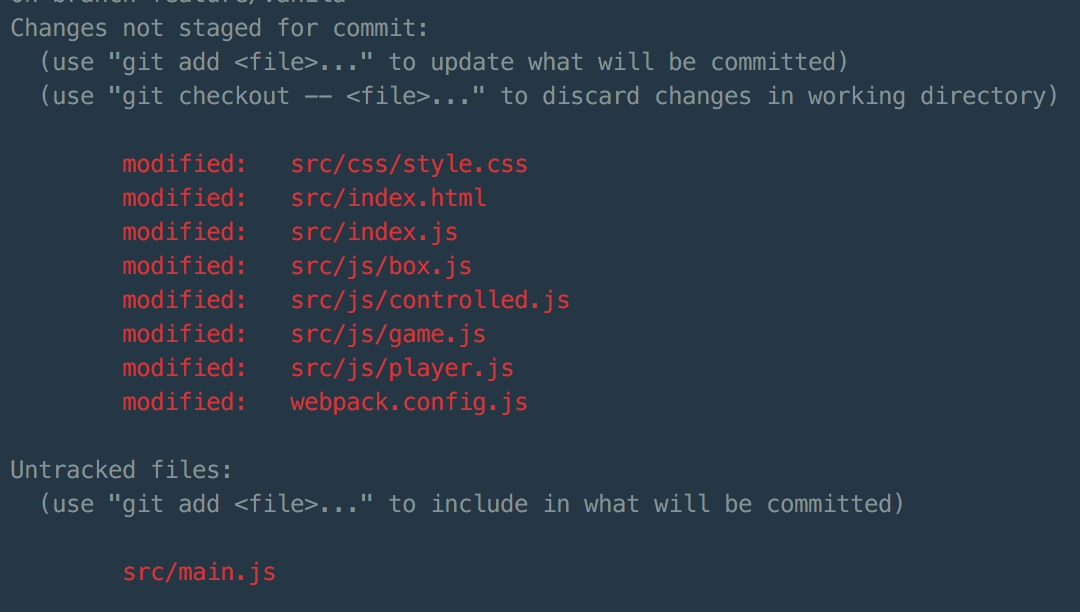 Changes not staged for commit:
(use "git add <file>..." to update what will be committed)
(use "git checkout -- <file>..." to discard changes in working directory)
modified: src/css/style.css
modified: src/index.html
modified: src/index.js
modified: src/js/box.js
modified: src/js/controlled.js
modified: src/js/game.js
modified: src/js/player.js
modified: webpack.config.js
Untracked files:
(use "git add <file>..." to include in what will be committed)
src/main.js